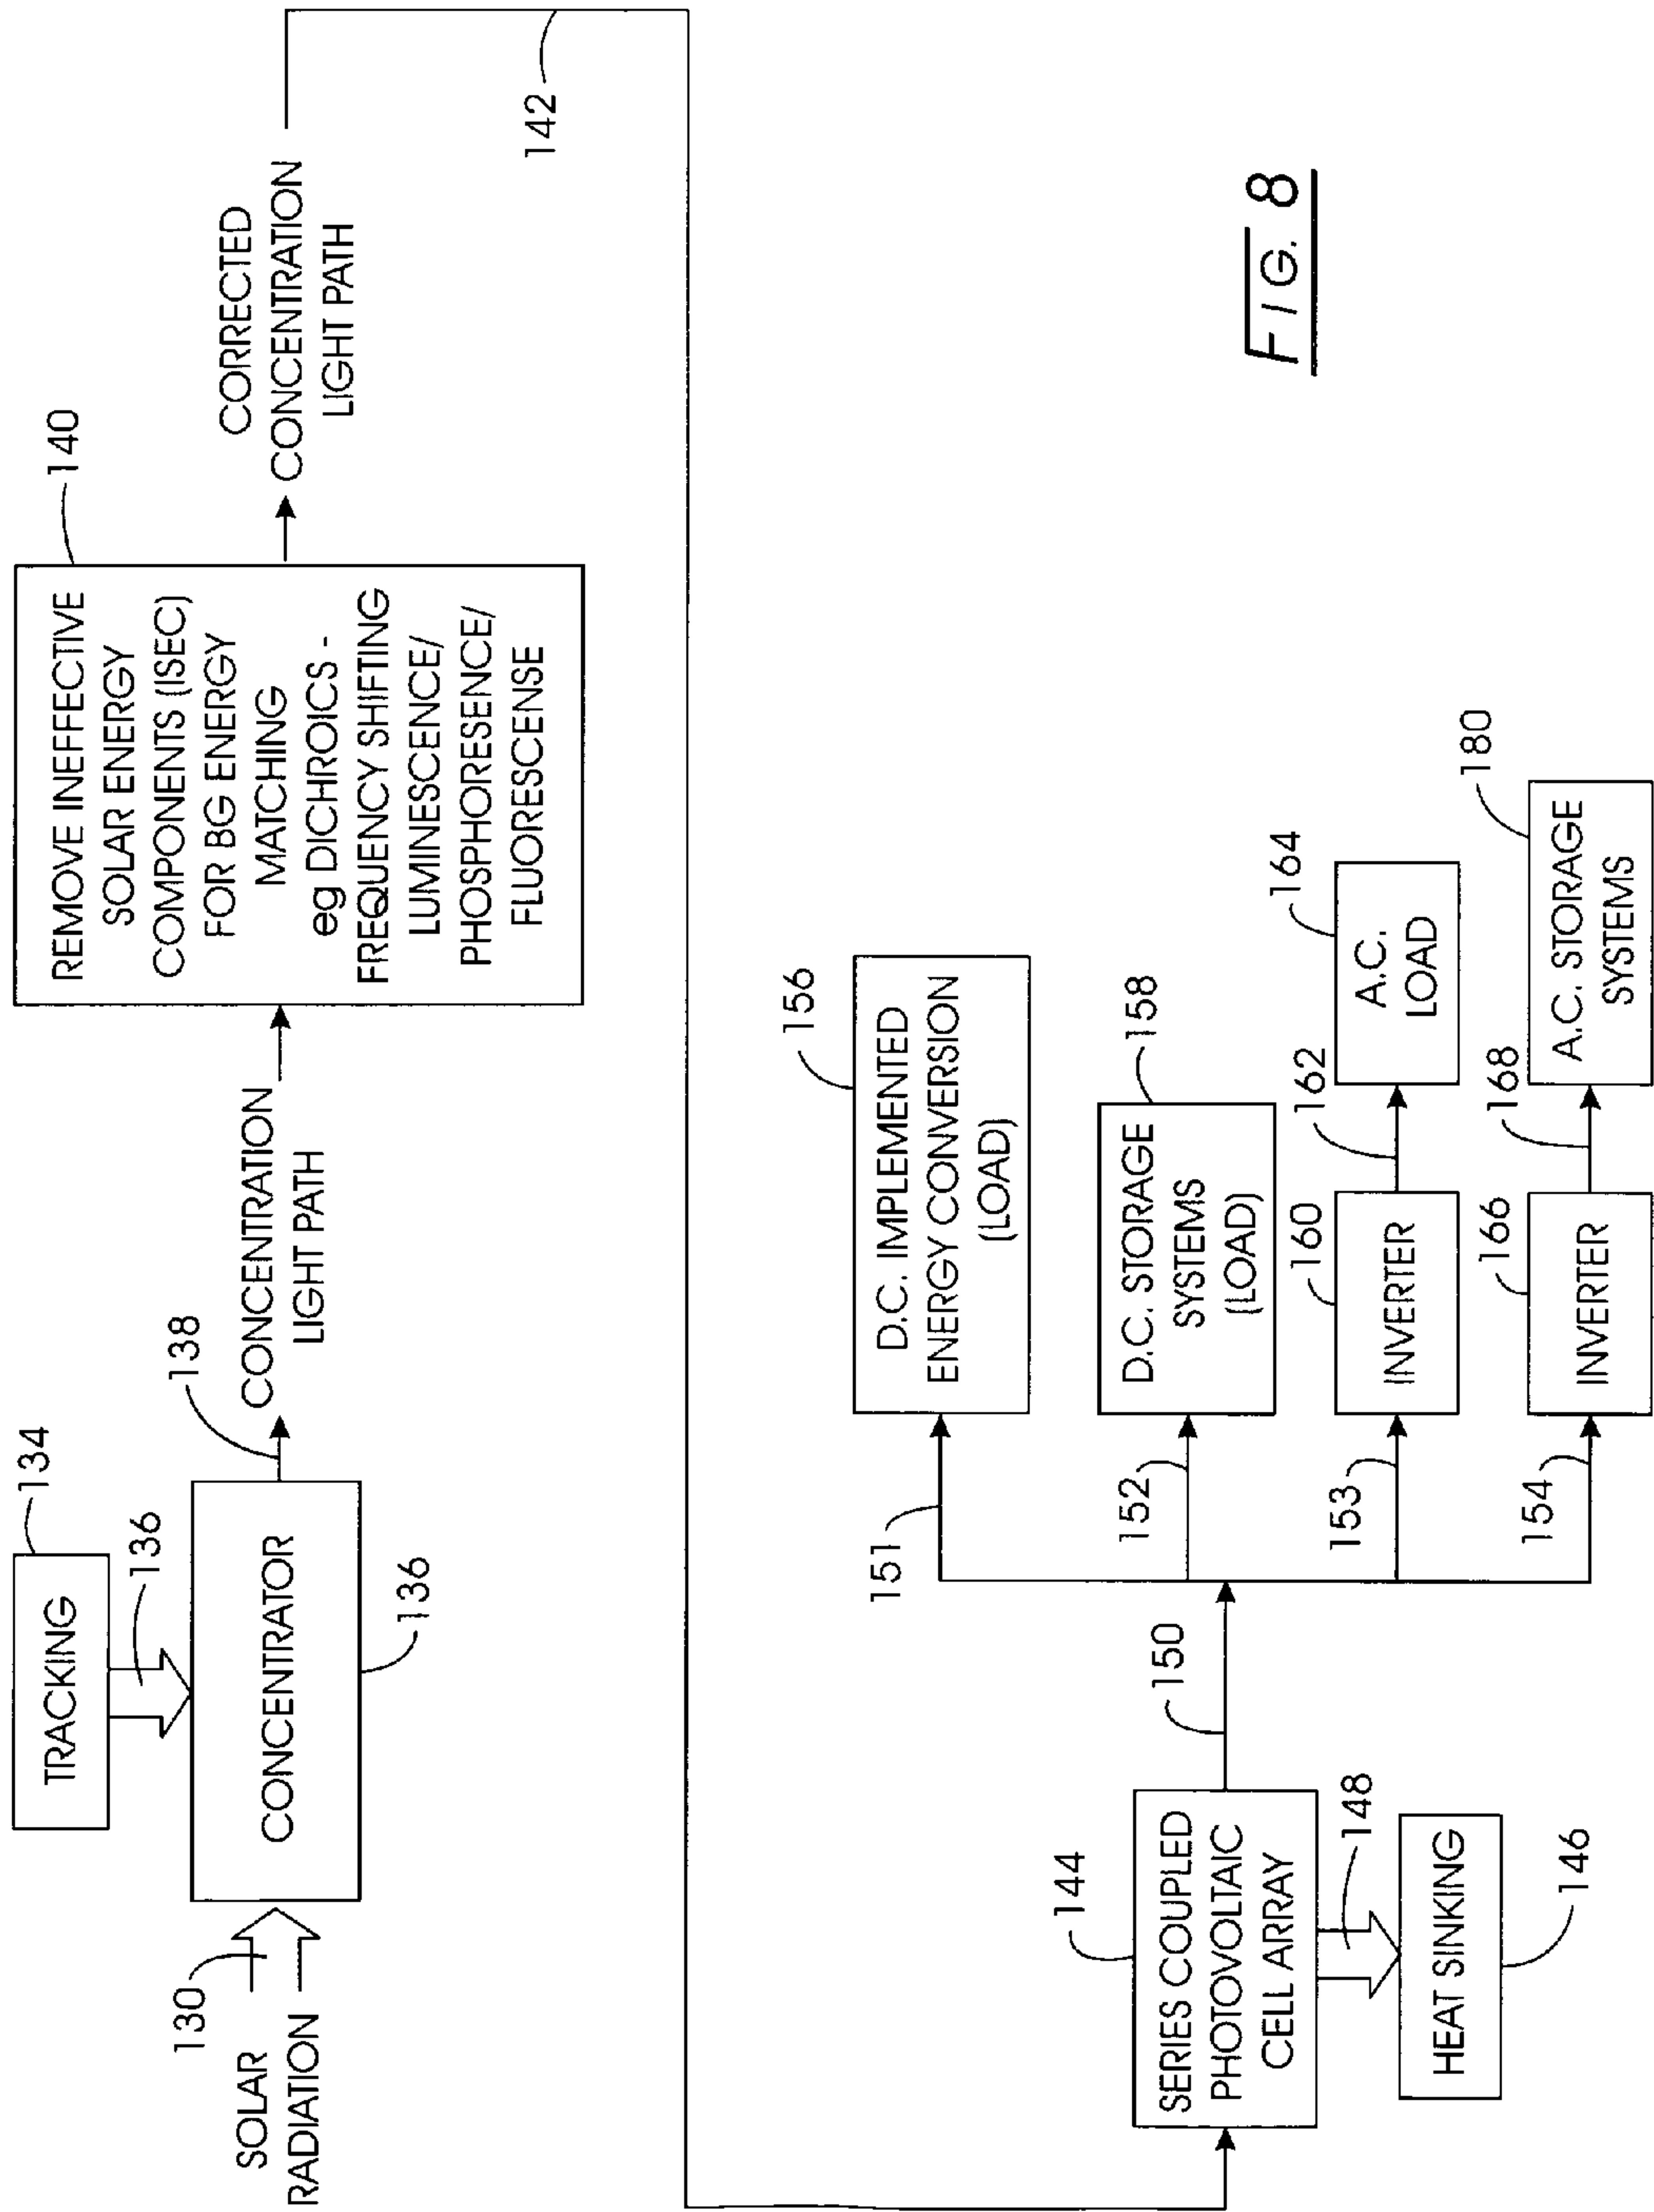 134
TRACKING
136
130
SOLAR
RADIATION
CONCENTRATOR
136
138
CONCENTRATION
LIGHT PATH
140
REMOVE INEFFECTIVE
SOLAR ENERGY
COMPONENTS (ISEC)
FOR BG ENERGY
MATCHING
eg DICHROICS -
FREQUENCY SHIFTING
LUMINESCENCE/
PHOSPHORESENCE/
FLUORESCENSE
CORRECTED
CONCENTRATION
LIGHT PATH
142
144
SERIES COUPLED
PHOTOVOLTAIC
CELL ARRAY
148
HEAT SINKING
146
150
151
152
153
154
156
D.C. IMPLEMENTED
ENERGY CONVERSION
(LOAD)
158
D.C. STORAGE
SYSTEMS
(LOAD)
160
INVERTER
162
164
A.C.
LOAD
166
INVERTER
168
180
A.C. STORAGE
SYSTEMS
FIG. 8